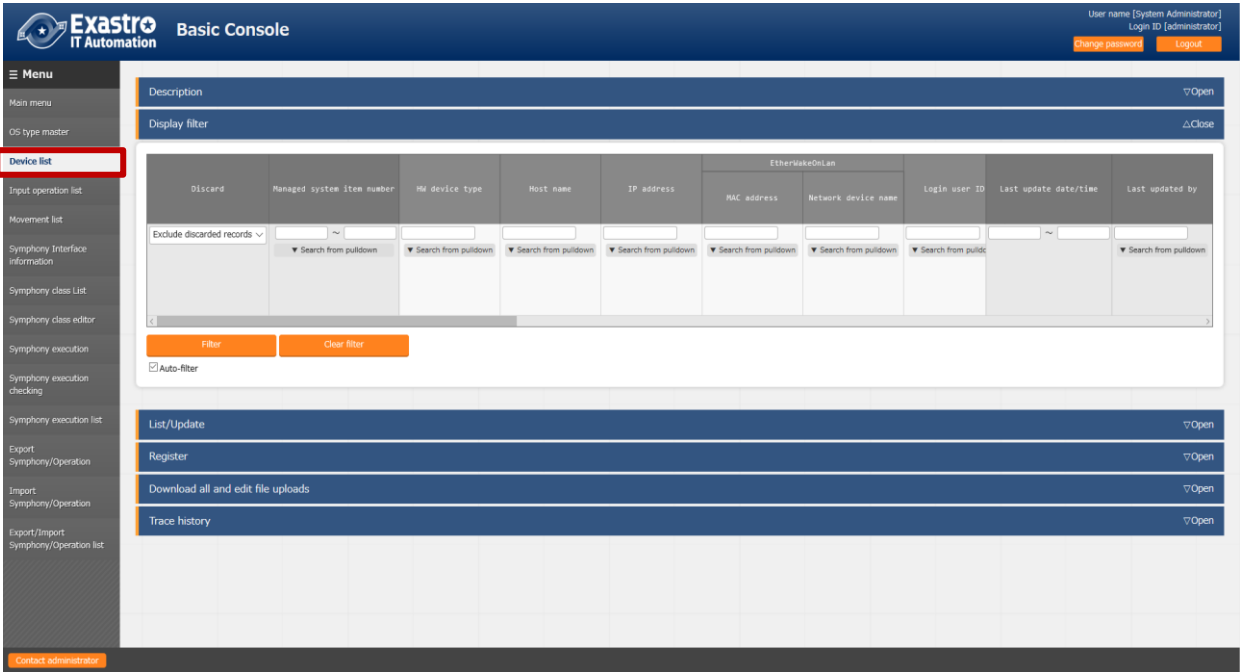 Exastro
IT Automation
Basic Console
User name [System Administrator]
Login ID [administrator]
Change password
Logout
☰ Menu
Main menu
OS type master
Device list
Input operation list
Movement list
Symphony Interface
information
Symphony class List
Symphony class editor
Symphony execution
Symphony execution
checking
Symphony execution list
Export
Symphony/Operation
Import
Symphony/Operation
Export/Import
Symphony/Operation list
Contact administrator
Description ▽Open
Display filter △Close
EtherWakeOnLan
Discard Managed system item number HW device type Host name IP address MAC address Network device name Login user ID Last update date/time Last updated by
Exclude discarded records ~ ~
▼ Search from pulldown ▼ Search from pulldown ▼ Search from pulldown ▼ Search from pulldown ▼ Search from pulldown ▼ Search from pulldown ▼ Search from pulldo ▼ Search from pulldown
Filter Clear filter
Auto-filter
List/Update ▽Open
Register ▽Open
Download all and edit file uploads ▽Open
Trace history ▽Open